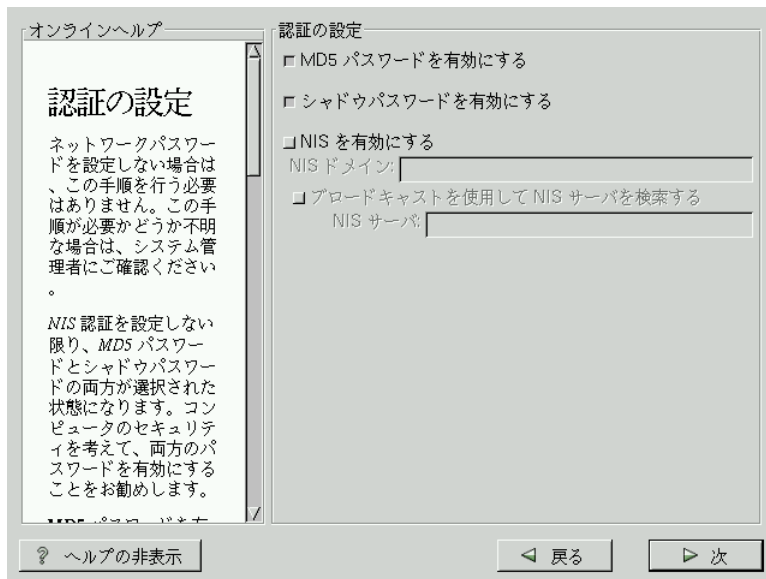 オンラインヘルプ
認証の設定
ネットワークパスワー
ドを設定しない場合は
、この手順を行う必要
はありません。この手
順が必要かどうか不明
な場合は、システム管
理者にご確認ください
。
NIS 認証を設定しない
限り、MD5 パスワー
ドとシャドウパスワー
ドの両方が選択された
状態になります。コン
ピュータのセキュリテ
ィを考えて、両方のパ
スワードを有効にする
ことをお勧めします。
認証の設定
MD5 パスワードを有効にする
シャドウパスワードを有効にする
NIS を有効にする
NIS ドメイン:
ブロードキャストを使用して NIS サーバを検索する
NIS サーバ:
? ヘルプの非表示
戻る
次